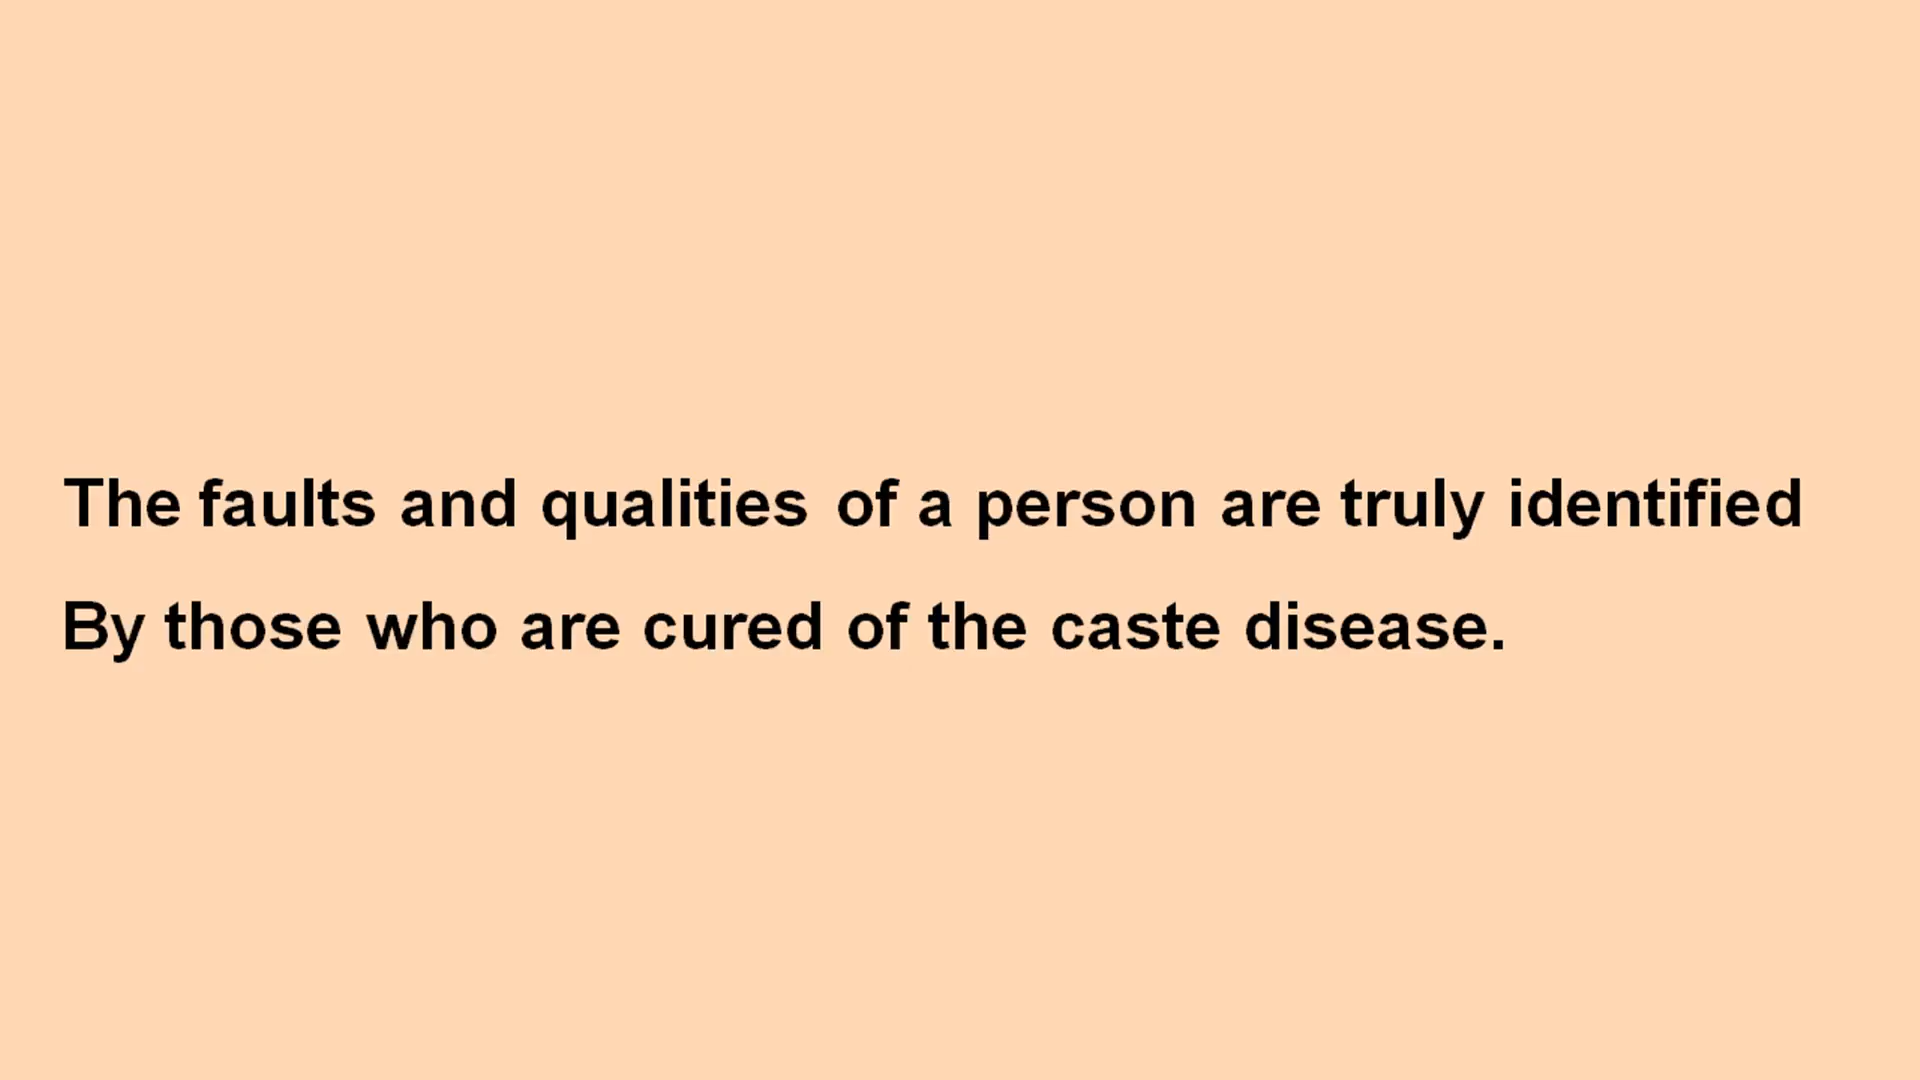 The faults and qualities of a person are truly identified
By those who are cured of the caste disease.